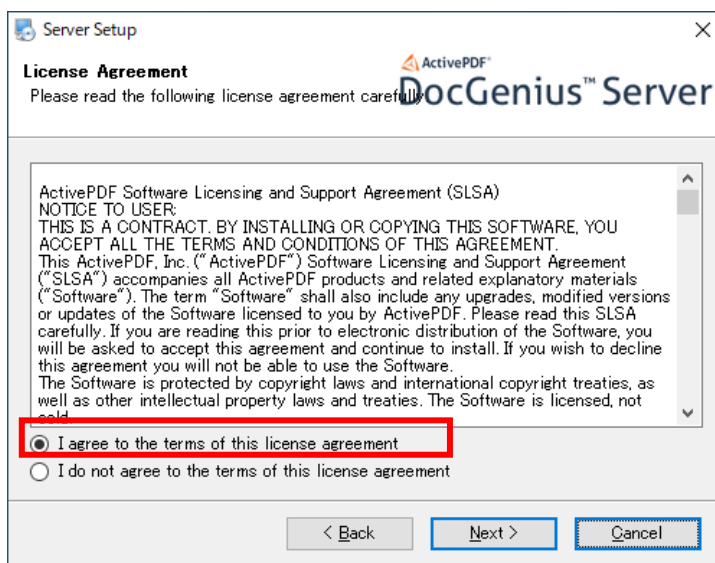 Server Setup
ActivePDF
License Agreement
DocGenius™ Server
Please read the following license agreement carefully
ActivePDF Software Licensing and Support Agreement (SLSA)
NOTICE TO USER:
THIS IS A CONTRACT. BY INSTALLING OR COPYING THIS SOFTWARE, YOU
ACCEPT ALL THE TERMS AND CONDITIONS OF THIS AGREEMENT.
This ActivePDF, Inc. ("ActivePDF") Software Licensing and Support Agreement
("SLSA") accompanies all ActivePDF products and related explanatory materials
("Software"). The term "Software" shall also include any upgrades, modified versions
or updates of the Software licensed to you by ActivePDF. Please read this SLSA
carefully. If you are reading this prior to electronic distribution of the Software, you
will be asked to accept this agreement and continue to install. If you wish to decline
this agreement you will not be able to use the Software.
The Software is protected by copyright laws and international copyright treaties, as
well as other intellectual property laws and treaties. The Software is licensed, not
sold.
I agree to the terms of this license agreement
I do not agree to the terms of this license agreement
< Back Next > Cancel